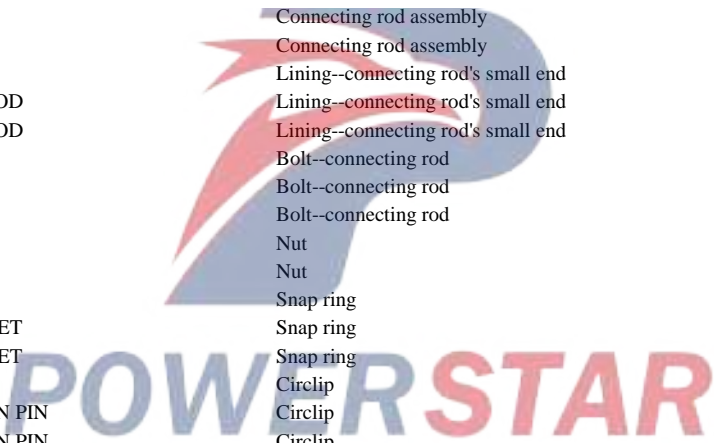 Connecting rod assembly
Connecting rod assembly
Lining--connecting rod's small end
OD Lining--connecting rod's small end
OD Lining--connecting rod's small end
Bolt--connecting rod
Bolt--connecting rod
Bolt--connecting rod
Nut
Nut
Snap ring
ET Snap ring
ET Snap ring
Circlip
N PIN Circlip
N PIN Circlip
POWERSTAR